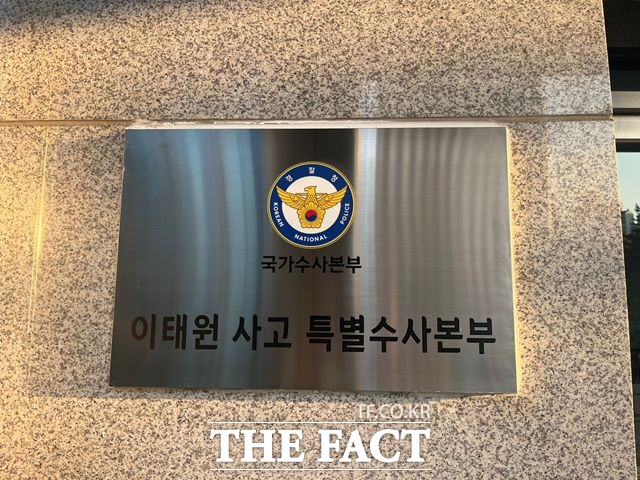 경찰청
KOREAN NATIONAL POLICE
국가수사본부
이태원 사고 특별수사본부
TF.CO.KR
THE FACT